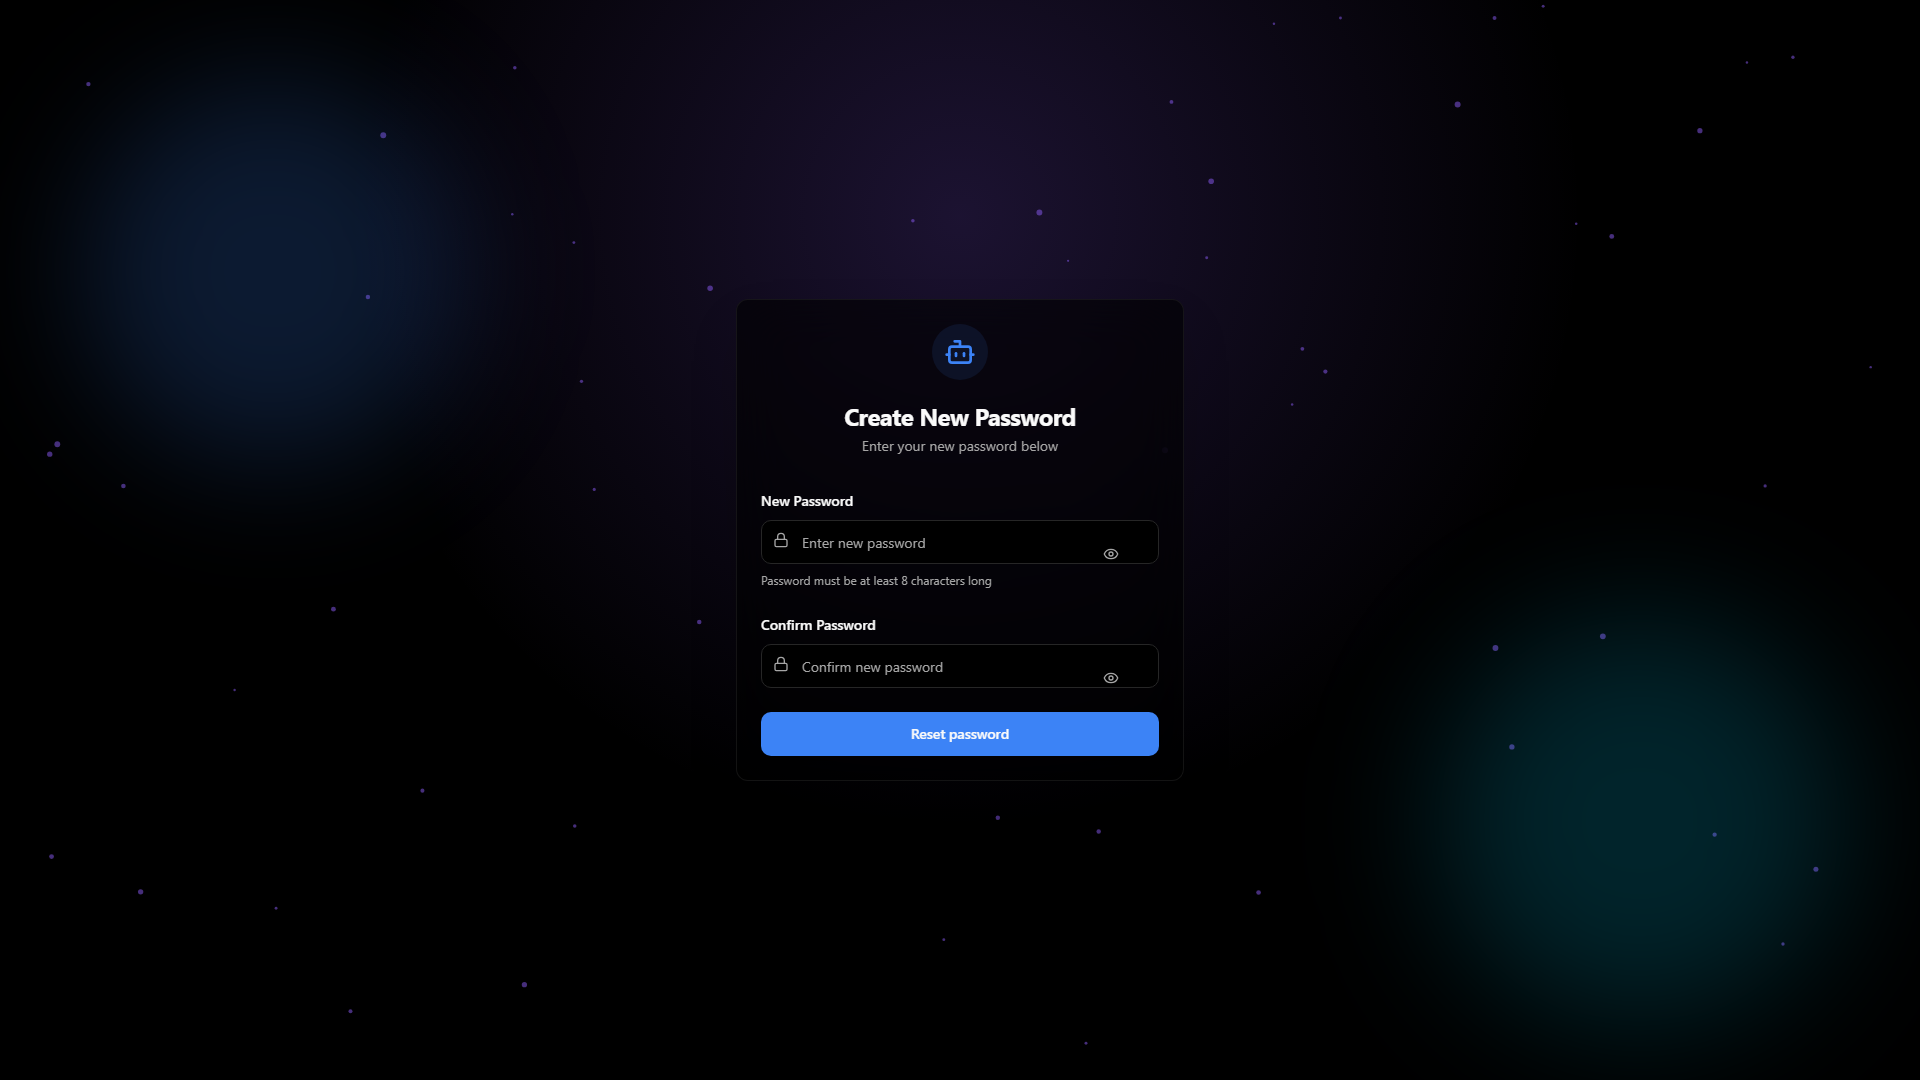 Create New Password
Enter your new password below
New Password
Enter new password
Password must be at least 8 characters long
Confirm Password
Confirm new password
Reset password